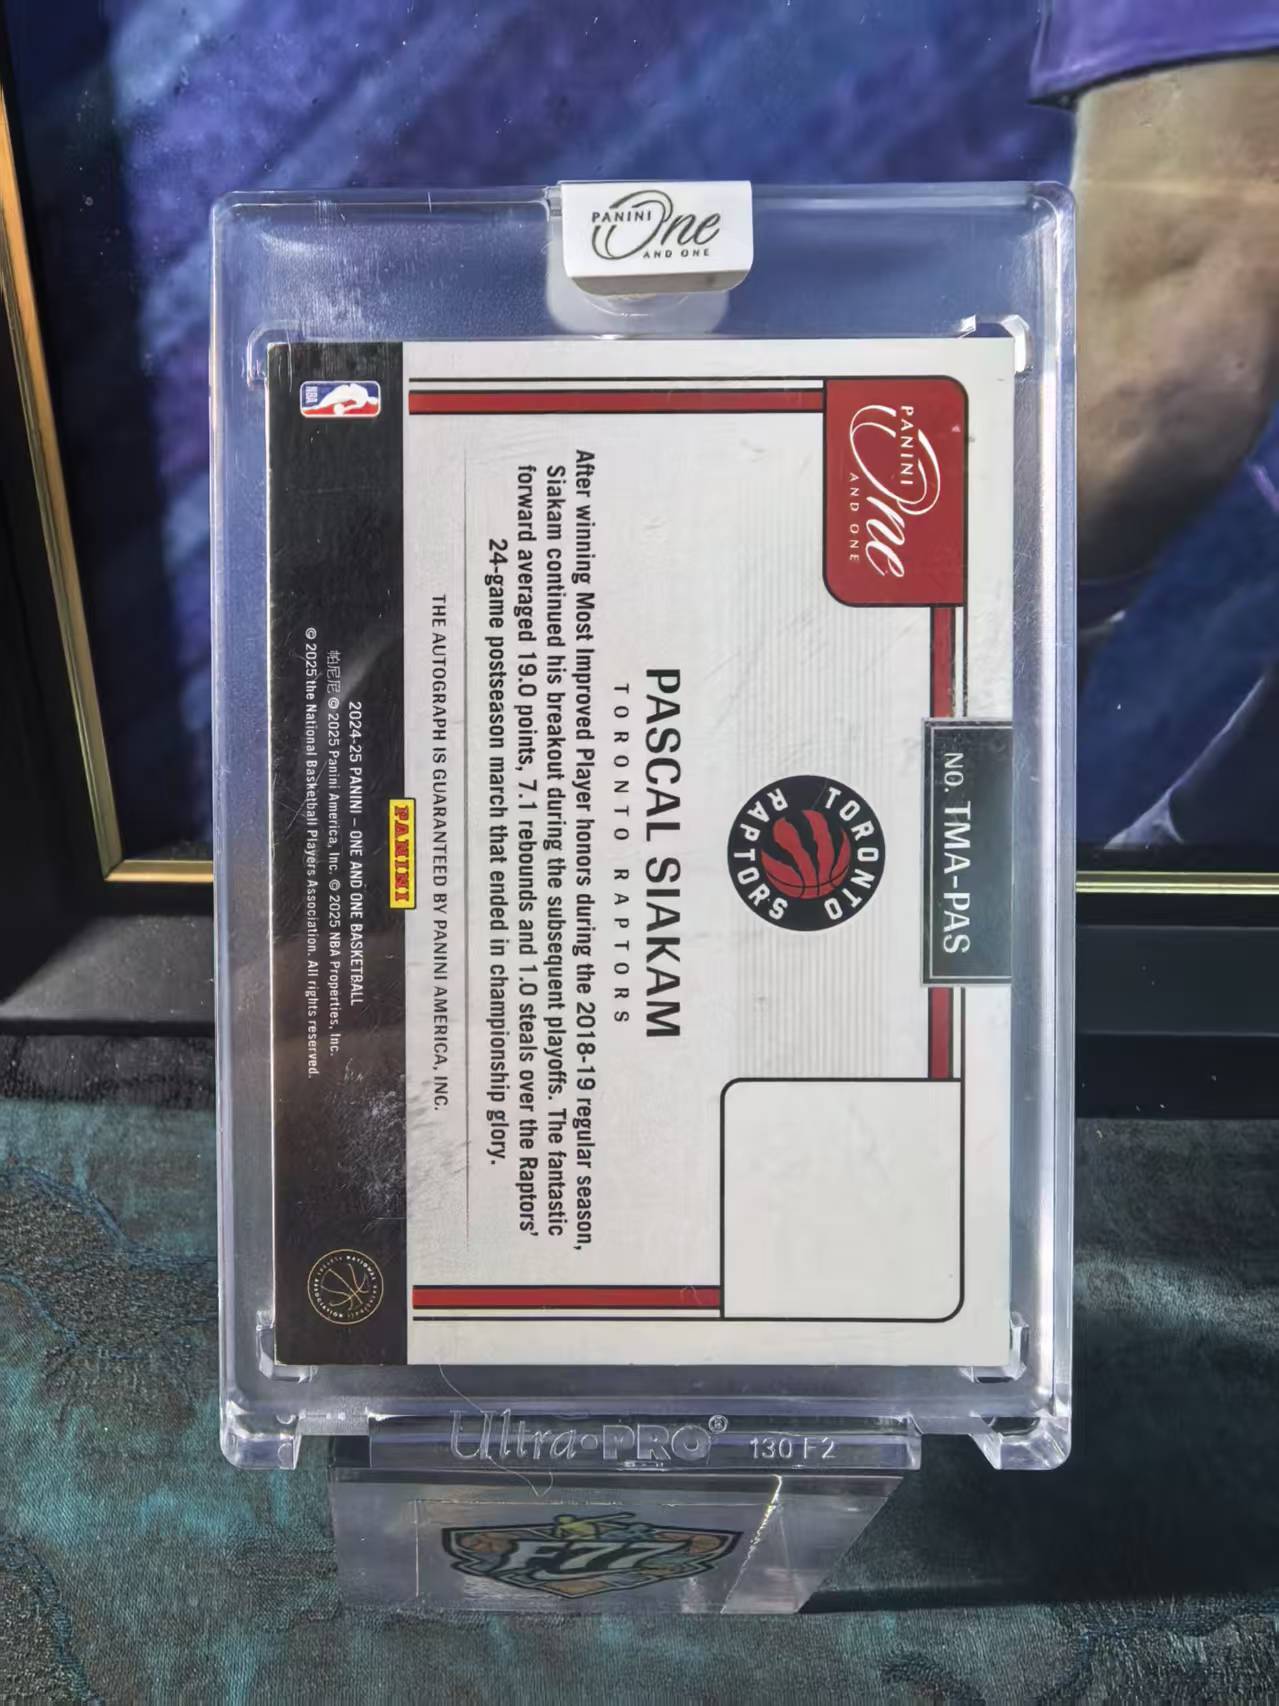 PANINI
One
AND ONE
PANINI
One
AND ONE
NO. TMA-PAS
TORONTO
RAPTORS
PASCAL SIAKAM
TORONTO RAPTORS
After winning Most Improved Player honors during the 2018-19 regular season,
Siakam continued his breakout during the subsequent playoffs. The fantastic
forward averaged 19.0 points, 7.1 rebounds and 1.0 steals over the Raptors'
24-game postseason march that ended in championship glory.
THE AUTOGRAPH IS GUARANTEED BY PANINI AMERICA, INC.
PANINI
2024-25 PANINI – ONE AND ONE BASKETBALL
帕尼尼 © 2025 Panini America, Inc. © 2025 NBA Properties, Inc.
© 2025 the National Basketball Players Association. All rights reserved.
NBA
Ultra·PRO® 130 F2
F77